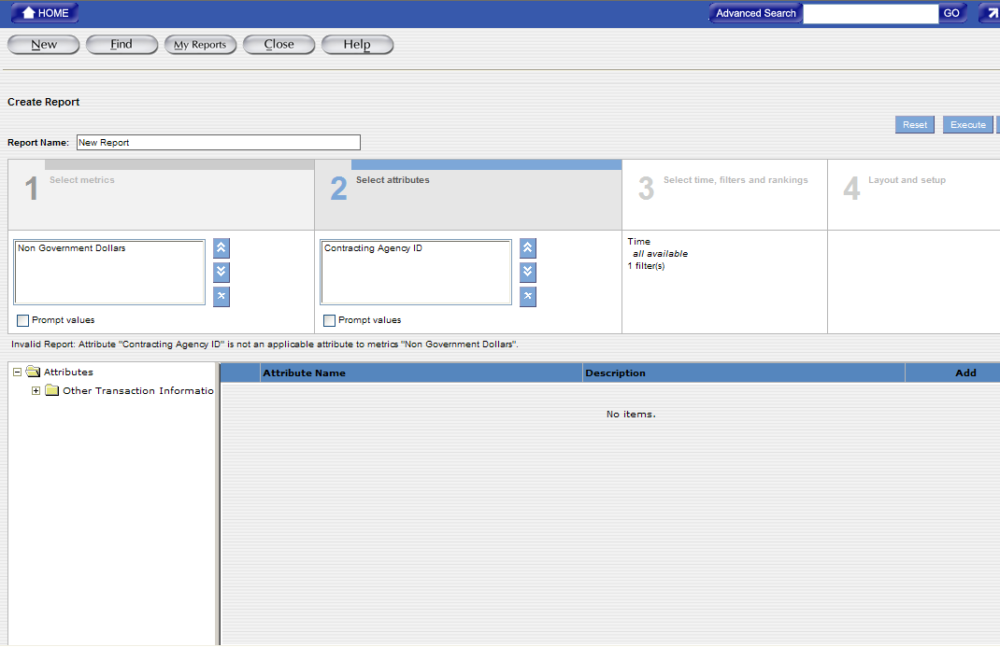 HOME
Advanced Search
GO
New
Find
My Reports
Close
Help
Create Report
Reset
Execute
Report Name:
New Report
1
Select metrics
2
Select attributes
3
Select time, filters and rankings
4
Layout and setup
Non Government Dollars
Prompt values
Contracting Agency ID
Prompt values
Time
all available
1 filter(s)
Invalid Report: Attribute "Contracting Agency ID" is not an applicable attribute to metrics "Non Government Dollars".
Attributes
Other Transaction Informatio
Attribute Name
Description
Add
No items.